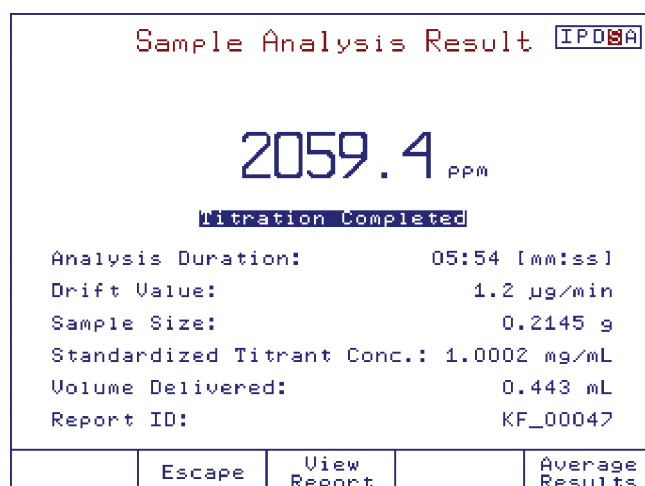 Sample Analysis Result IPDSA
2059.4 ppm
Titration Completed
Analysis Duration: 05:54 [mm:ss]
Drift Value: 1.2 µg/min
Sample Size: 0.2145 g
Standardized Titrant Conc.: 1.0002 mg/mL
Volume Delivered: 0.443 mL
Report ID: KF_00047
Escape View Report Average Results